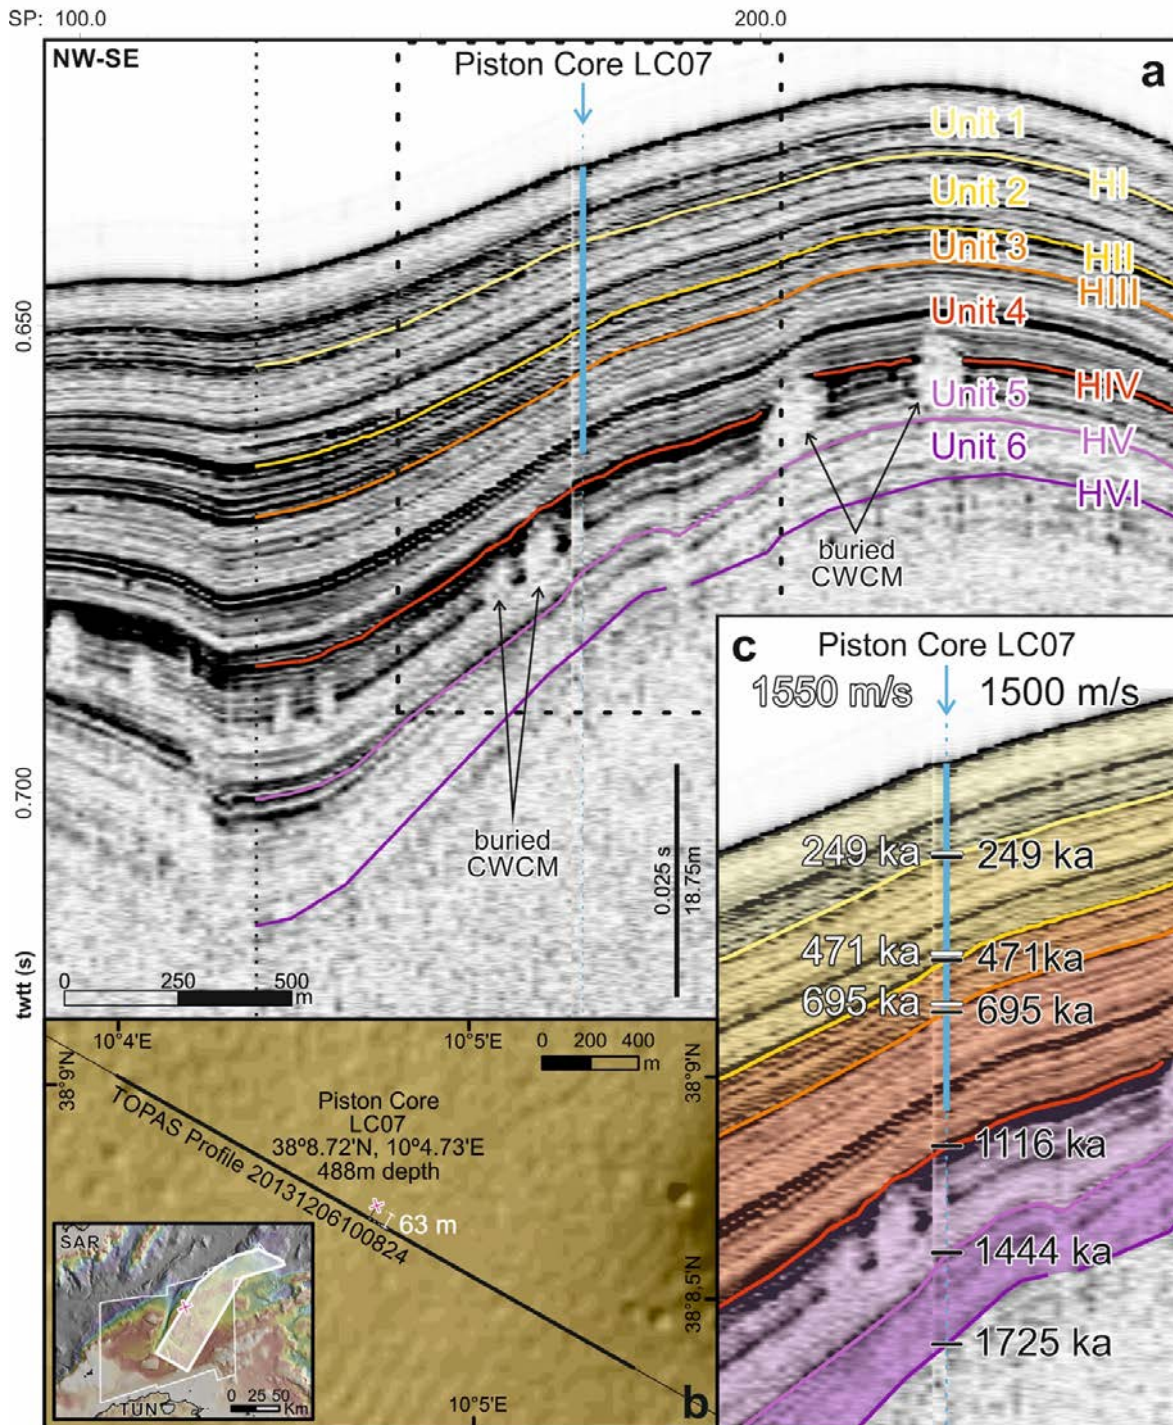 SP: 100.0
200.0
NW-SE
Piston Core LC07
a
Unit 1
HI
Unit 2
Unit 3
HII
HIII
Unit 4
HIV
Unit 5
HV
Unit 6
HVI
buried
CWCM
buried
CWCM
0.650
0.700
twtt (s)
0.025 s
18.75m
0 250 500
m
c
Piston Core LC07
1550 m/s 1500 m/s
249 ka 249 ka
471 ka 471ka
695 ka 695 ka
1116 ka
1444 ka
1725 ka
10°4'E
10°5'E
0 200 400
m
38°9'N
38°9'N
Piston Core
LC07
38°8.72'N, 10°4.73'E
488m depth
TOPAS Profile 20131206100824
63 m
38°8,5'N
SAR
TUN
0 25 50
Km
10°5'E
b